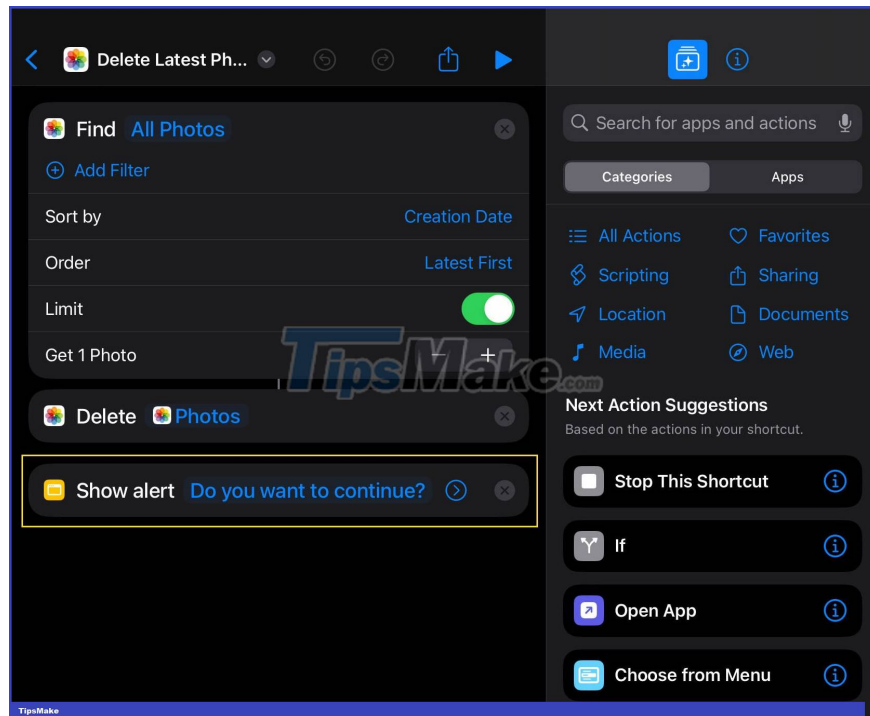 Delete Latest Ph...
Find All Photos
Add Filter
Sort by Creation Date
Order Latest First
Limit
Get 1 Photo
Delete Photos
Show alert Do you want to continue?
Search for apps and actions
Categories Apps
All Actions Favorites
Scripting Sharing
Location Documents
Media Web
Next Action Suggestions
Based on the actions in your shortcut.
Stop This Shortcut
If
Open App
Choose from Menu
TipsMake.com
TipsMake